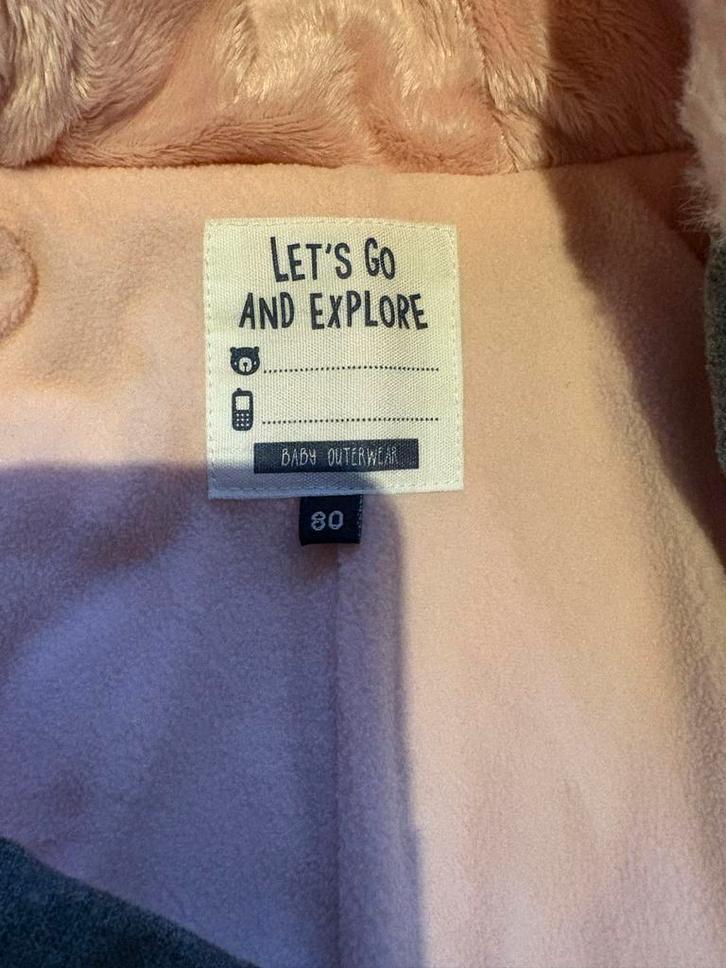 LET'S GO
AND EXPLORE
BABY OUTERWEAR
80